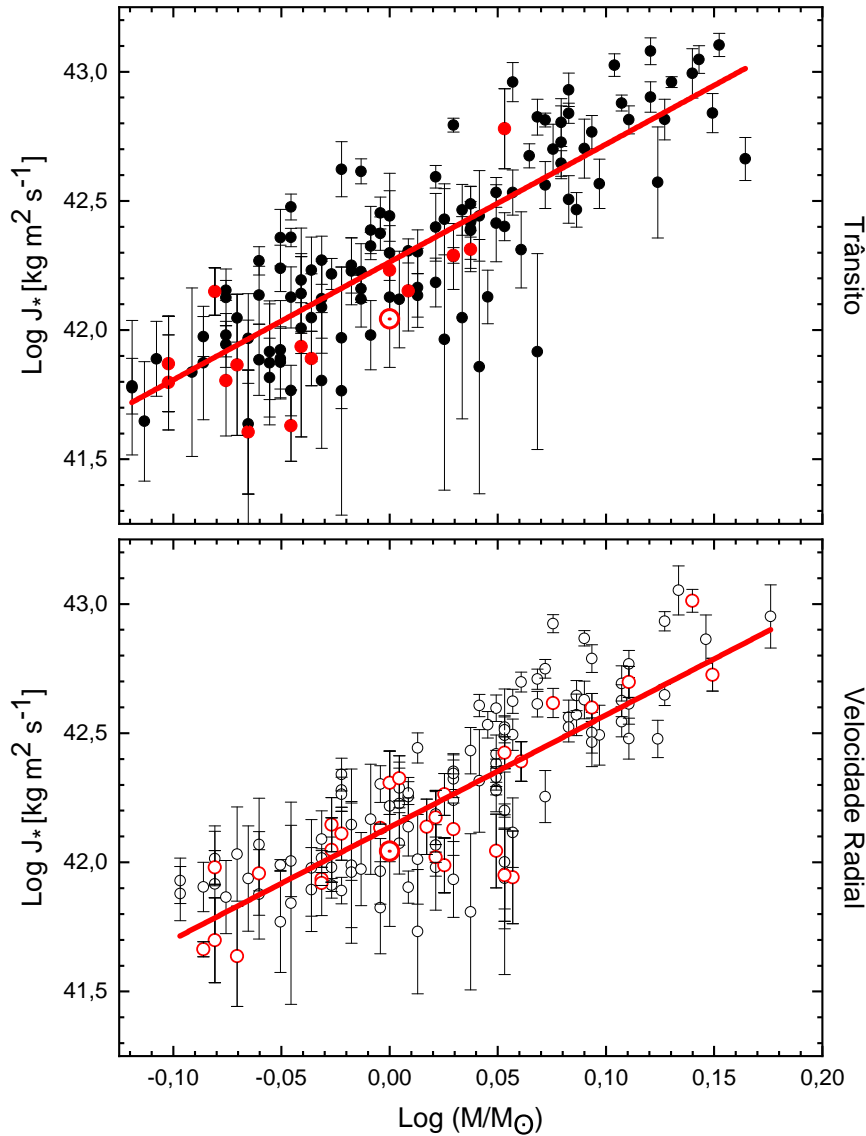 43,0
42,5
42,0
41,5
Log J* [kg m² s⁻¹]
Trânsito
43,0
42,5
42,0
41,5
Log J* [kg m² s⁻¹]
Velocidade Radial
-0,10 -0,05 0,00 0,05 0,10 0,15 0,20
Log (M/M☉)